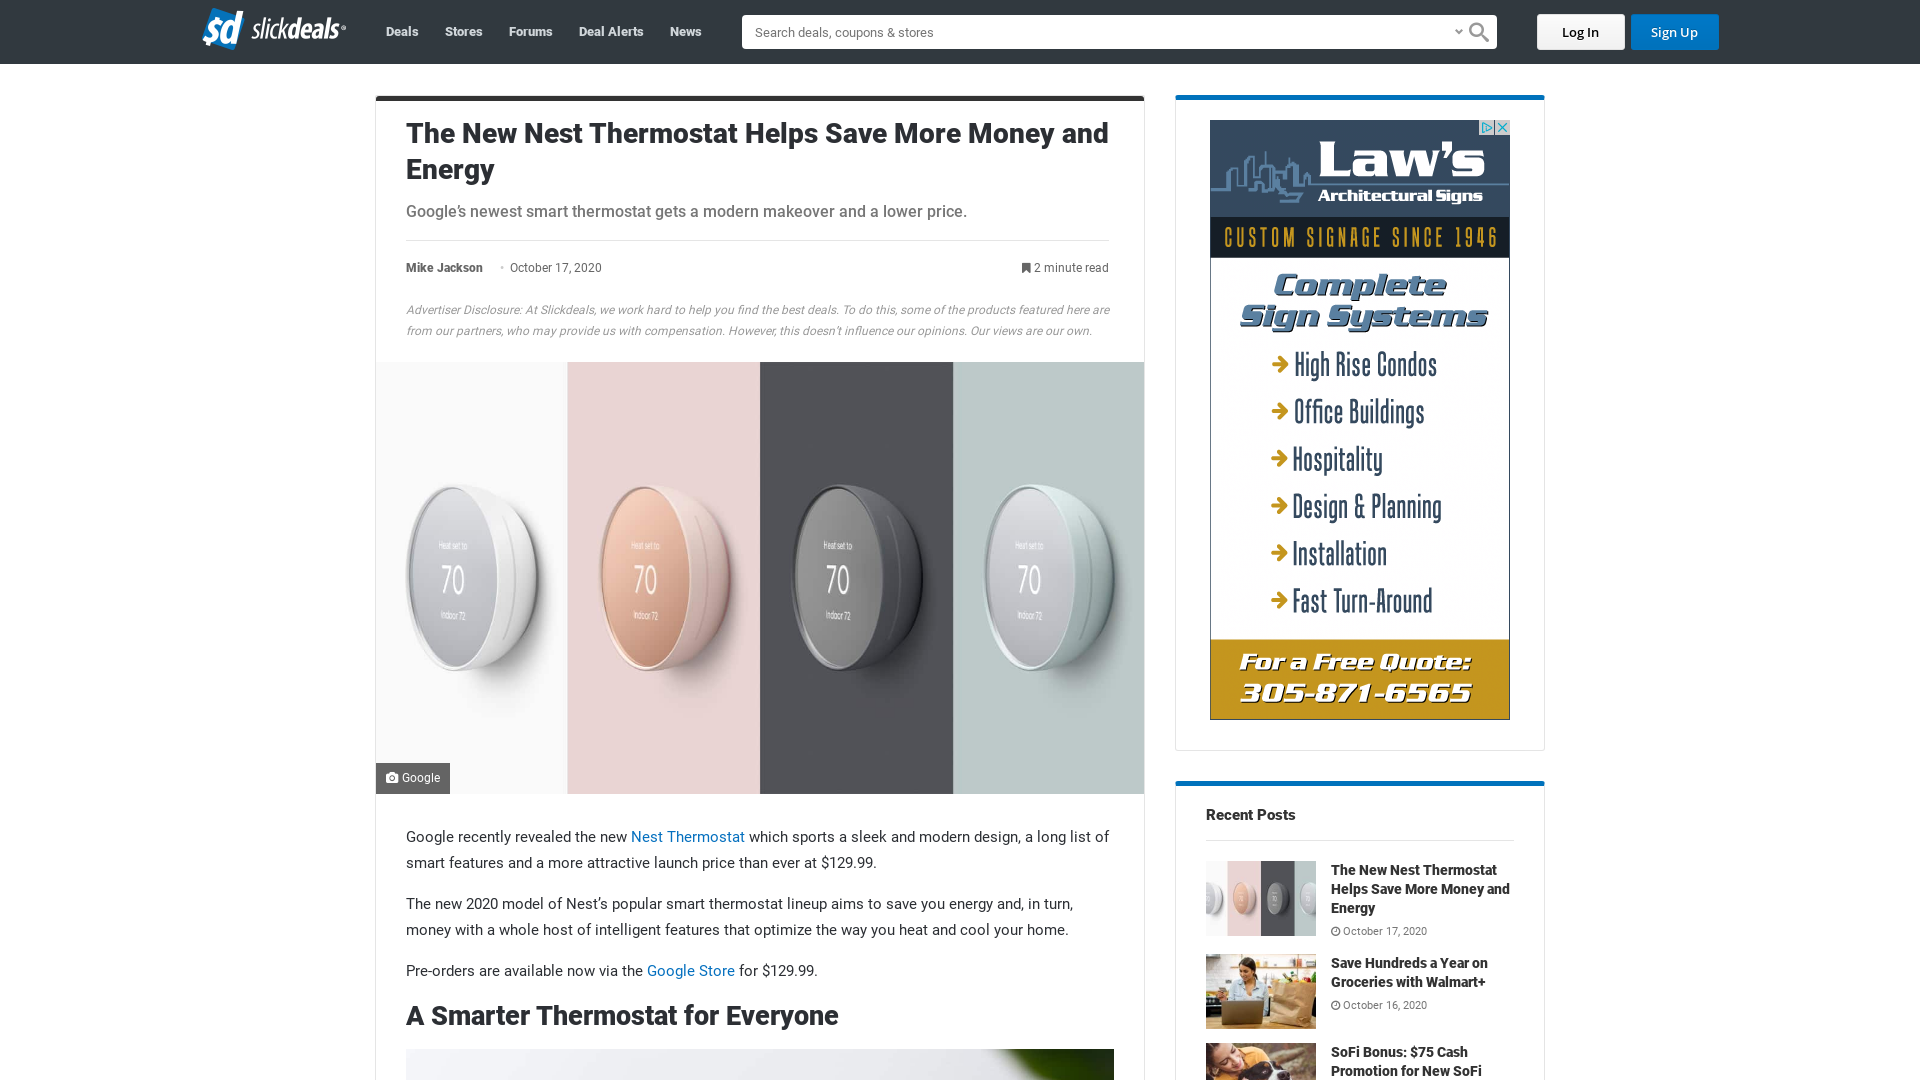 slickdeals
Deals
Stores
Forums
Deal Alerts
News
Search deals, coupons & stores
Log In
Sign Up
The New Nest Thermostat Helps Save More Money and
Energy
Google’s newest smart thermostat gets a modern makeover and a lower price.
Mike Jackson • October 17, 2020
2 minute read
Advertiser Disclosure: At Slickdeals, we work hard to help you find the best deals. To do this, some of the products featured here are
from our partners, who may provide us with compensation. However, this doesn’t influence our opinions. Our views are our own.
Heat set to
70
Indoor 72
Heat set to
70
Indoor 72
Heat set to
70
Indoor 72
Heat set to
70
Indoor 72
Google
Google recently revealed the new Nest Thermostat which sports a sleek and modern design, a long list of
smart features and a more attractive launch price than ever at $129.99.
The new 2020 model of Nest’s popular smart thermostat lineup aims to save you energy and, in turn,
money with a whole host of intelligent features that optimize the way you heat and cool your home.
Pre-orders are available now via the Google Store for $129.99.
A Smarter Thermostat for Everyone
Law’s
Architectural Signs
CUSTOM SIGNAGE SINCE 1946
Complete
Sign Systems
High Rise Condos
Office Buildings
Hospitality
Design & Planning
Installation
Fast Turn-Around
For a Free Quote:
305-871-6565
Recent Posts
The New Nest Thermostat
Helps Save More Money and
Energy
October 17, 2020
Save Hundreds a Year on
Groceries with Walmart+
October 16, 2020
SoFi Bonus: $75 Cash
Promotion for New SoFi